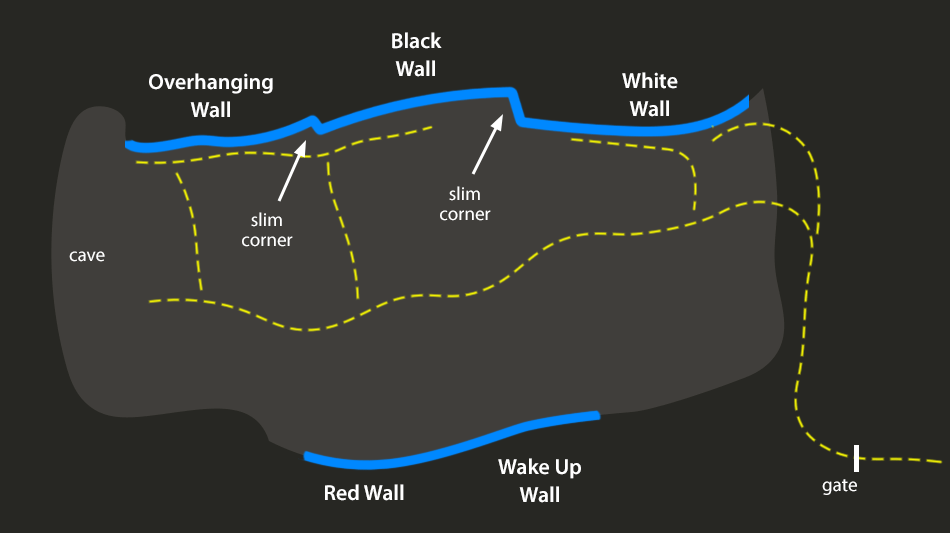 Black
Wall
Overhanging
Wall
White
Wall
slim
corner
slim
corner
cave
Red Wall
Wake Up
Wall
gate